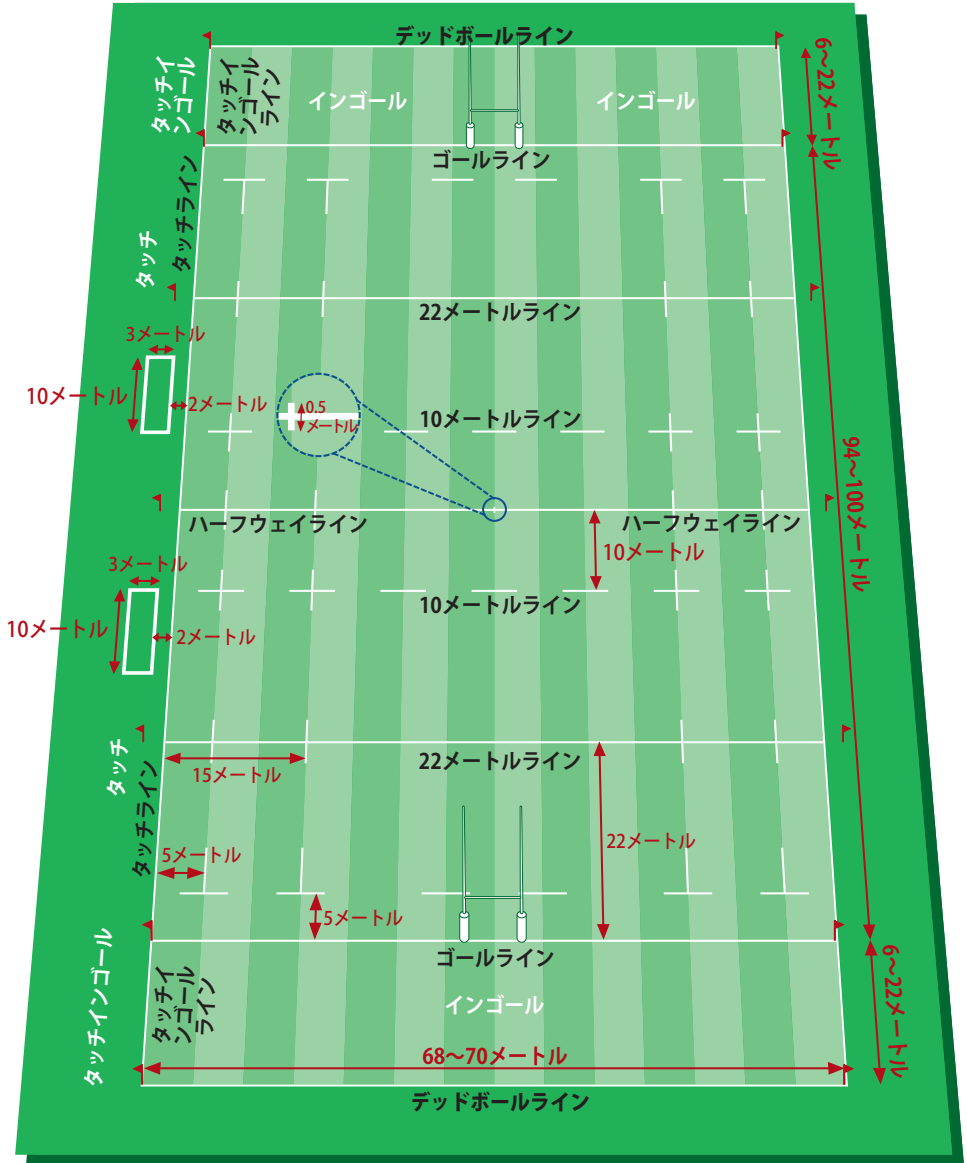 デッドボールライン
タッチイ
ンゴール
タッチイ
ンゴール
ライン
インゴール
インゴール
6~22メートル
ゴールライン
タッチライン
タッチ
22メートルライン
3メートル
10メートル
2メートル
0.5
メートル
10メートルライン
94~100メートル
ハーフウェイライン
ハーフウェイライン
10メートル
3メートル
10メートル
2メートル
10メートルライン
タッチ
タッチライン
22メートルライン
15メートル
5メートル
22メートル
5メートル
ゴールライン
タッチインゴール
タッチイ
ンゴール
ライン
インゴール
6~22メートル
68~70メートル
デッドボールライン